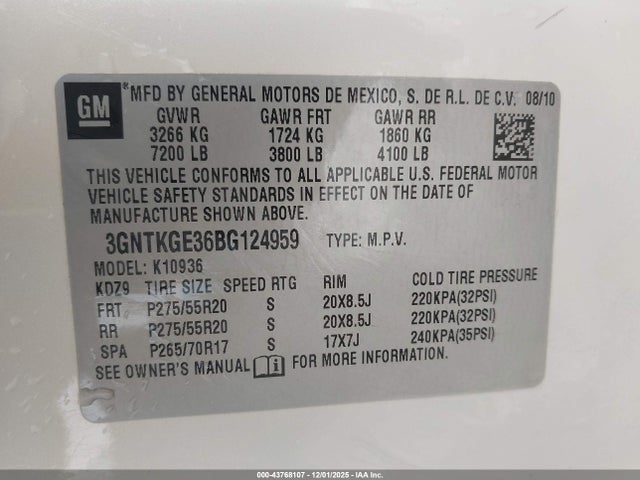 GM ®MFD BY GENERAL MOTORS DE MEXICO, S. DE R.L. DE C.V. 08/10
GVWR GAWR FRT GAWR RR
3266 KG 1724 KG 1860 KG
7200 LB 3800 LB 4100 LB
THIS VEHICLE CONFORMS TO ALL APPLICABLE U.S. FEDERAL MOTOR
VEHICLE SAFETY STANDARDS IN EFFECT ON THE DATE OF
MANUFACTURE SHOWN ABOVE.
3GNTKGE36BG124959 TYPE: M.P.V.
MODEL: K10936
KDZ9 TIRE SIZE SPEED RTG RIM COLD TIRE PRESSURE
FRT P275/55R20 S 20X8.5J 220KPA(32PSI)
RR P275/55R20 S 20X8.5J 220KPA(32PSI)
SPA P265/70R17 S 17X7J 240KPA(35PSI)
SEE OWNER'S MANUAL FOR MORE INFORMATION.
000-43768107 - 12/01/2025 - IAA Inc.